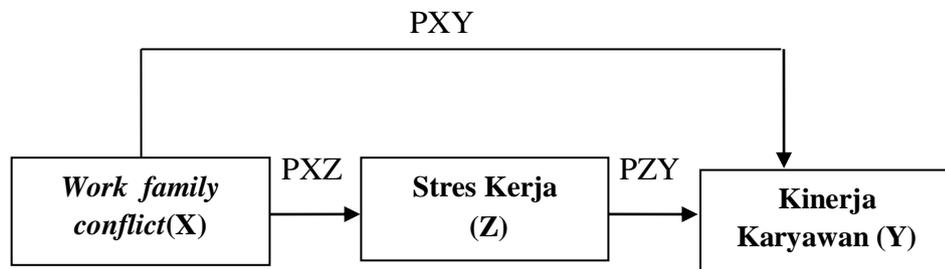 PXY
Work family
conflict(X)
PXZ
Stres Kerja
(Z)
PZY
Kinerja
Karyawan (Y)